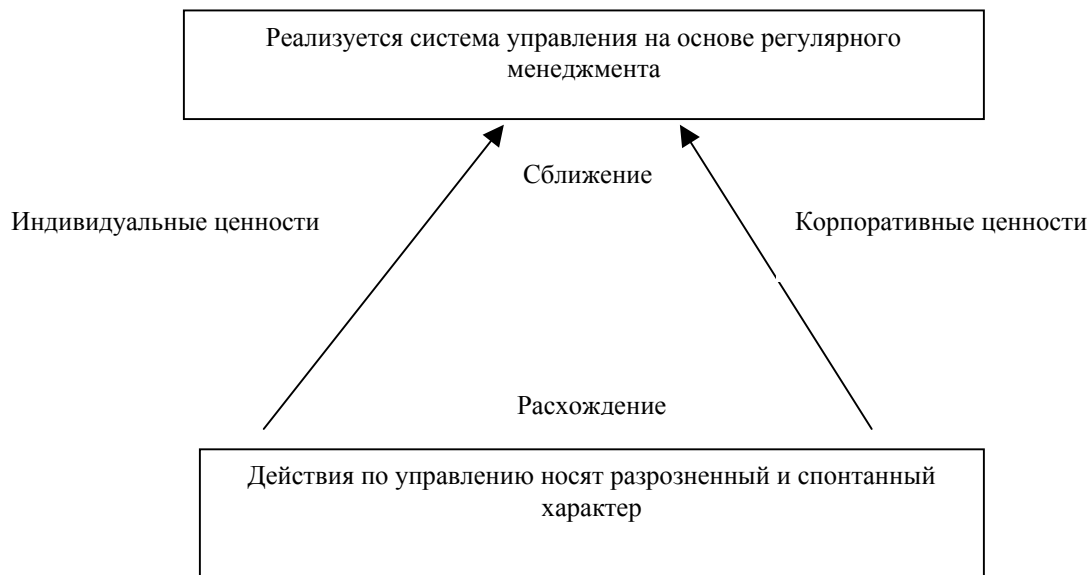 Реализуется система управления на основе регулярного
менеджмента
Сближение
Индивидуальные ценности
Корпоративные ценности
Расхождение
Действия по управлению носят разрозненный и спонтанный
характер